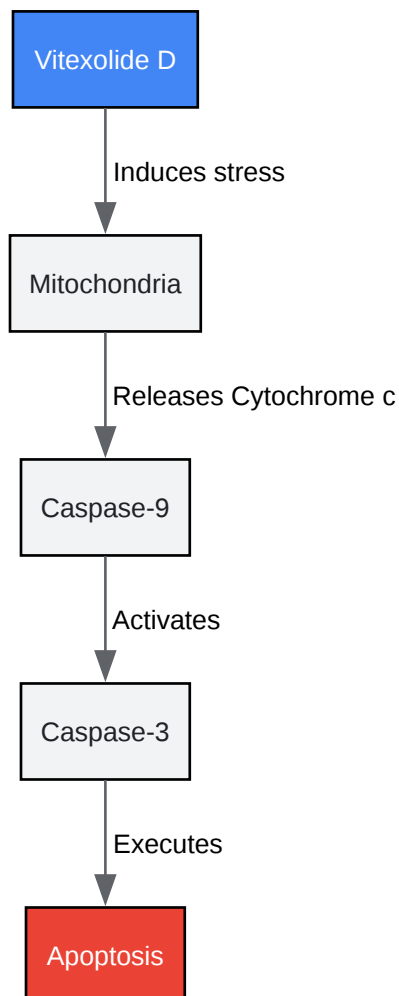 Vitexolide D
Induces stress
Mitochondria
Releases Cytochrome c
Caspase-9
Activates
Caspase-3
Executes
Apoptosis